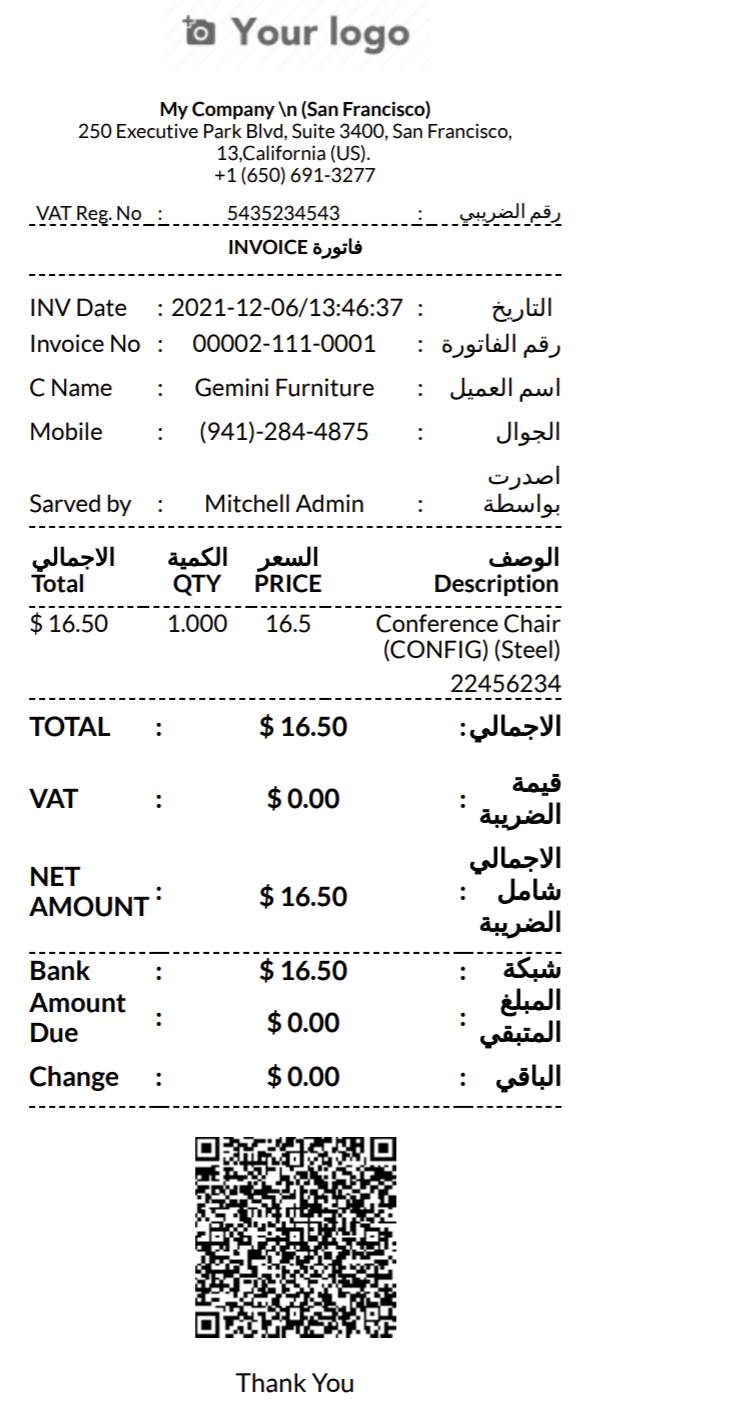 Your logo
My Company \n (San Francisco)
250 Executive Park Blvd, Suite 3400, San Francisco,
13,California (US).
+1 (650) 691-3277
VAT Reg. No : 5435234543 : رقم الضريبي
INVOICE فاتورة
INV Date : 2021-12-06/13:46:37 : التاريخ
Invoice No : 00002-111-0001 : رقم الفاتورة
C Name : Gemini Furniture : اسم العميل
Mobile : (941)-284-4875 : الجوال
اصدرت
Sarved by : Mitchell Admin : بواسطة
الاجمالي الكمية السعر الوصف
Total QTY PRICE Description
$ 16.50 1.000 16.5 Conference Chair
(CONFIG) (Steel)
22456234
TOTAL : $ 16.50 :الاجمالي
قيمة
VAT : $ 0.00 : الضريبة
الاجمالي
NET
AMOUNT : $ 16.50 : شامل
الضريبة
Bank : $ 16.50 : شبكة
Amount المبلغ
Due : $ 0.00 : المتبقي
Change : $ 0.00 : الباقي
Thank You